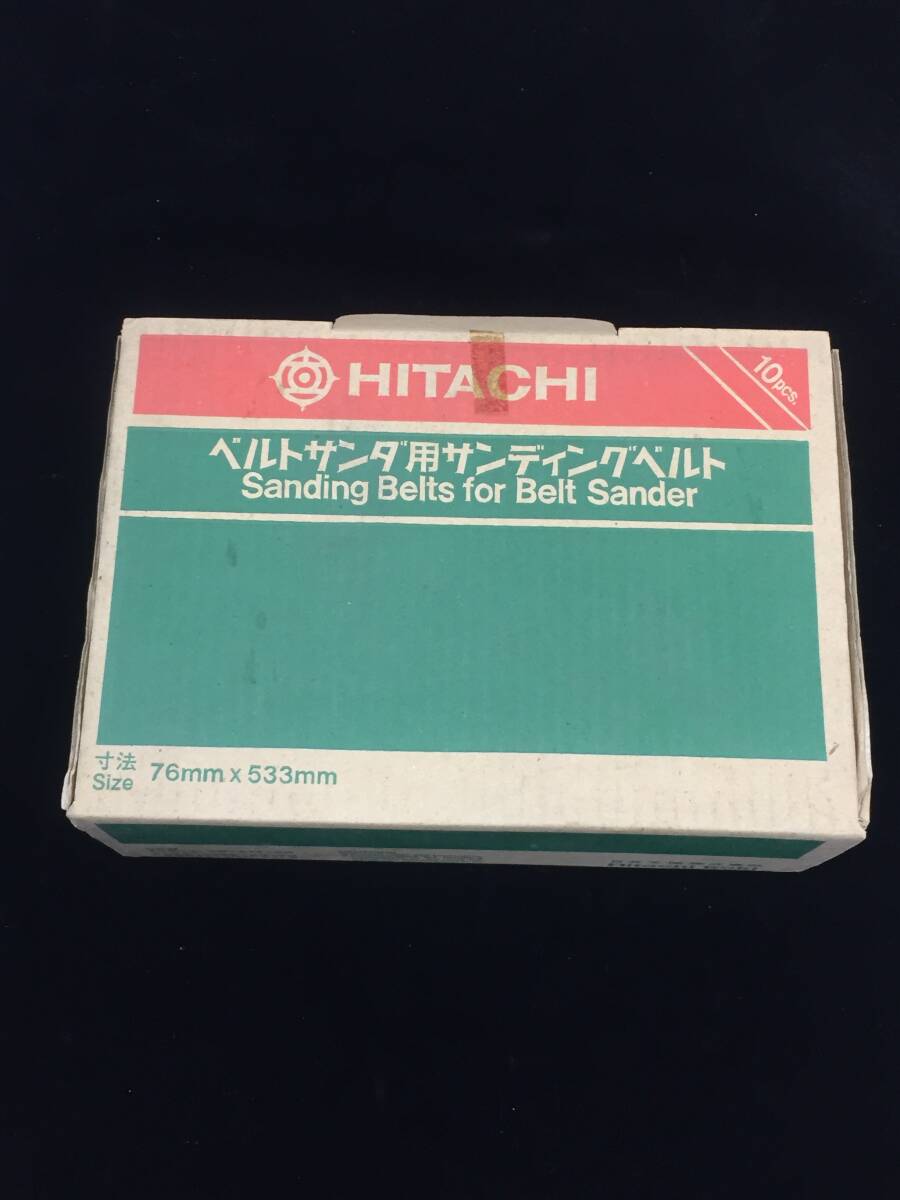 HITACHI
10pcs.
ベルトサンダ用サンディングベルト
Sanding Belts for Belt Sander
寸法
Size 76mm x 533mm